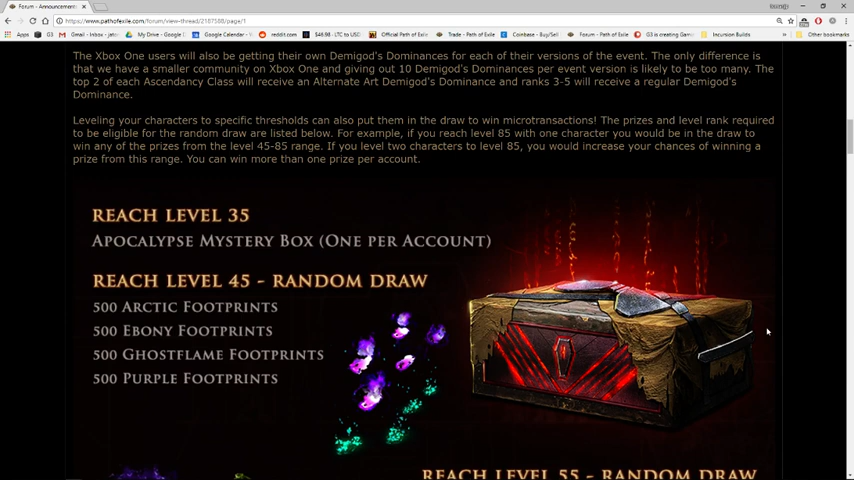 Forum - Announcements
https://www.pathofexile.com/forum/view-thread/2187588/page/1
Apps
G3
Gmail - Inbox
My Drive - Google
Google Calendar
reddit.com
$46.98 - LTC to USD
Official Path of Exile
Trade - Path of Exile
Coinbase - Buy/Sell
Forum - Path of Exile
G3 is creating Games
Incursion Builds
Other bookmarks
The Xbox One users will also be getting their own Demigod's Dominances for each of their versions of the event. The only difference is
that we have a smaller community on Xbox One and giving out 10 Demigod's Dominances per event version is likely to be too many. The
top 2 of each Ascendancy Class will receive an Alternate Art Demigod's Dominance and ranks 3-5 will receive a regular Demigod's
Dominance.
Leveling your characters to specific thresholds can also put them in the draw to win microtransactions! The prizes and level rank required
to be eligible for the random draw are listed below. For example, if you reach level 85 with one character you would be in the draw to
win any of the prizes from the level 45-85 range. If you level two characters to level 85, you would increase your chances of winning a
prize from this range. You can win more than one prize per account.
REACH LEVEL 35
APOCALYPSE MYSTERY BOX (ONE PER ACCOUNT)
REACH LEVEL 45 - RANDOM DRAW
500 ARCTIC FOOTPRINTS
500 EBONY FOOTPRINTS
500 GHOSTFLAME FOOTPRINTS
500 PURPLE FOOTPRINTS
REACH LEVEL 55 - RANDOM DRAW